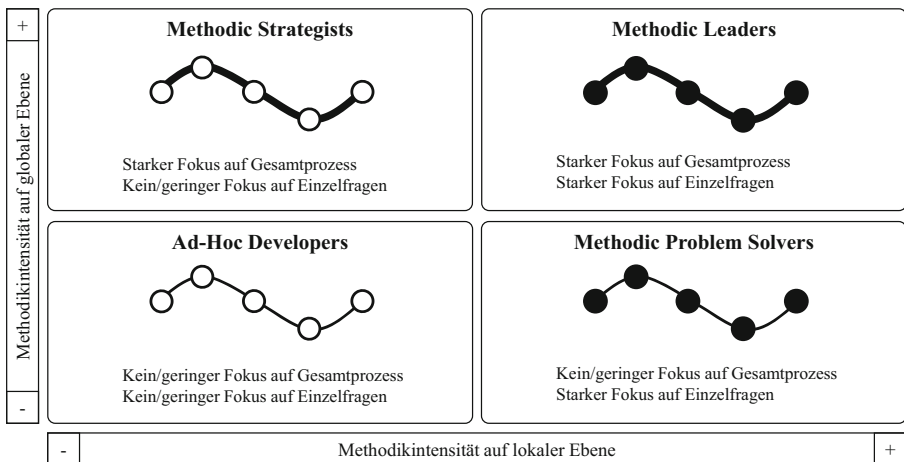 +
Methodikintensität auf globaler Ebene
-
Methodic Strategists
Starker Fokus auf Gesamtprozess
Kein/geringer Fokus auf Einzelfragen
Methodic Leaders
Starker Fokus auf Gesamtprozess
Starker Fokus auf Einzelfragen
Ad-Hoc Developers
Kein/geringer Fokus auf Gesamtprozess
Kein/geringer Fokus auf Einzelfragen
Methodic Problem Solvers
Kein/geringer Fokus auf Gesamtprozess
Starker Fokus auf Einzelfragen
-
Methodikintensität auf lokaler Ebene
+